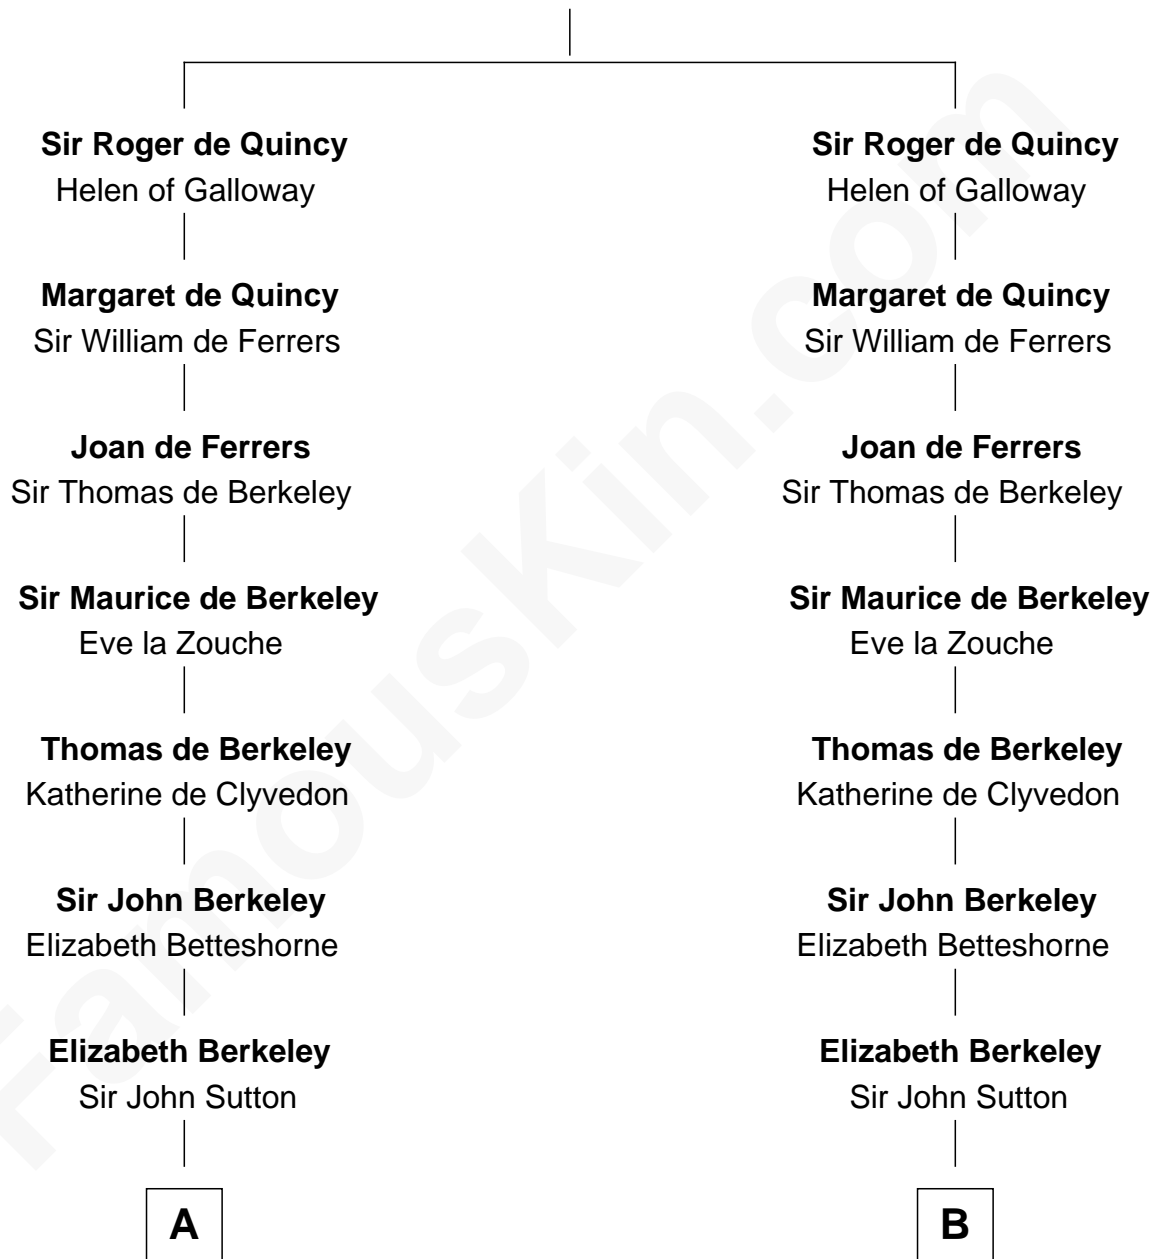 Sir Roger de Quincy
Helen of Galloway
Margaret de Quincy
Sir William de Ferrers
Joan de Ferrers
Sir Thomas de Berkeley
Sir Maurice de Berkeley
Eve la Zouche
Thomas de Berkeley
Katherine de Clyvedon
Sir John Berkeley
Elizabeth Betteshorne
Elizabeth Berkeley
Sir John Sutton
A
Sir Roger de Quincy
Helen of Galloway
Margaret de Quincy
Sir William de Ferrers
Joan de Ferrers
Sir Thomas de Berkeley
Sir Maurice de Berkeley
Eve la Zouche
Thomas de Berkeley
Katherine de Clyvedon
Sir John Berkeley
Elizabeth Betteshorne
Elizabeth Berkeley
Sir John Sutton
B
FamousKin.com